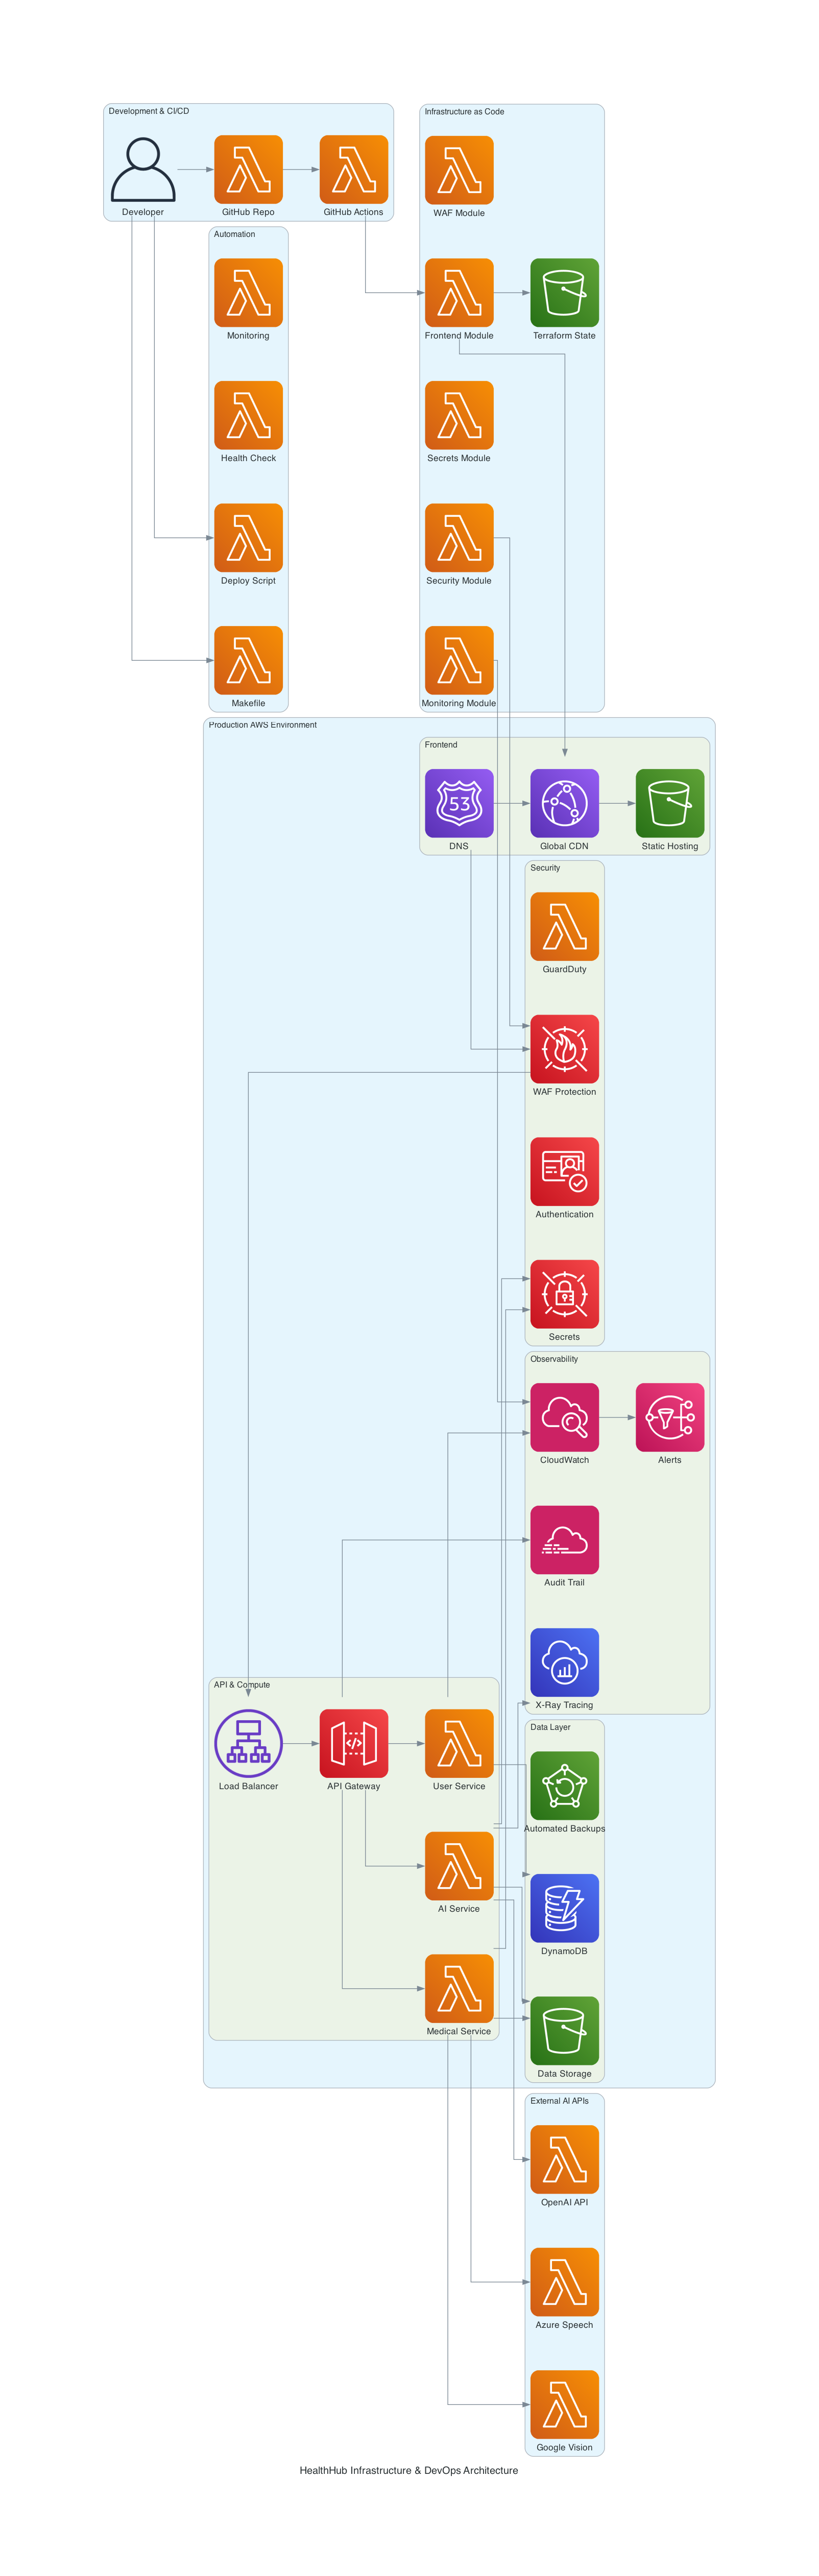 Development & CI/CD
Developer
GitHub Repo
GitHub Actions
Infrastructure as Code
WAF Module
Frontend Module
Terraform State
Secrets Module
Security Module
Monitoring Module
Automation
Monitoring
Health Check
Deploy Script
Makefile
Production AWS Environment
Frontend
53
DNS
Global CDN
Static Hosting
Security
GuardDuty
WAF Protection
Authentication
Secrets
Observability
CloudWatch
Alerts
Audit Trail
X-Ray Tracing
API & Compute
Load Balancer
API Gateway
User Service
AI Service
Medical Service
Data Layer
Automated Backups
DynamoDB
Data Storage
External AI APIs
OpenAI API
Azure Speech
Google Vision
HealthHub Infrastructure & DevOps Architecture